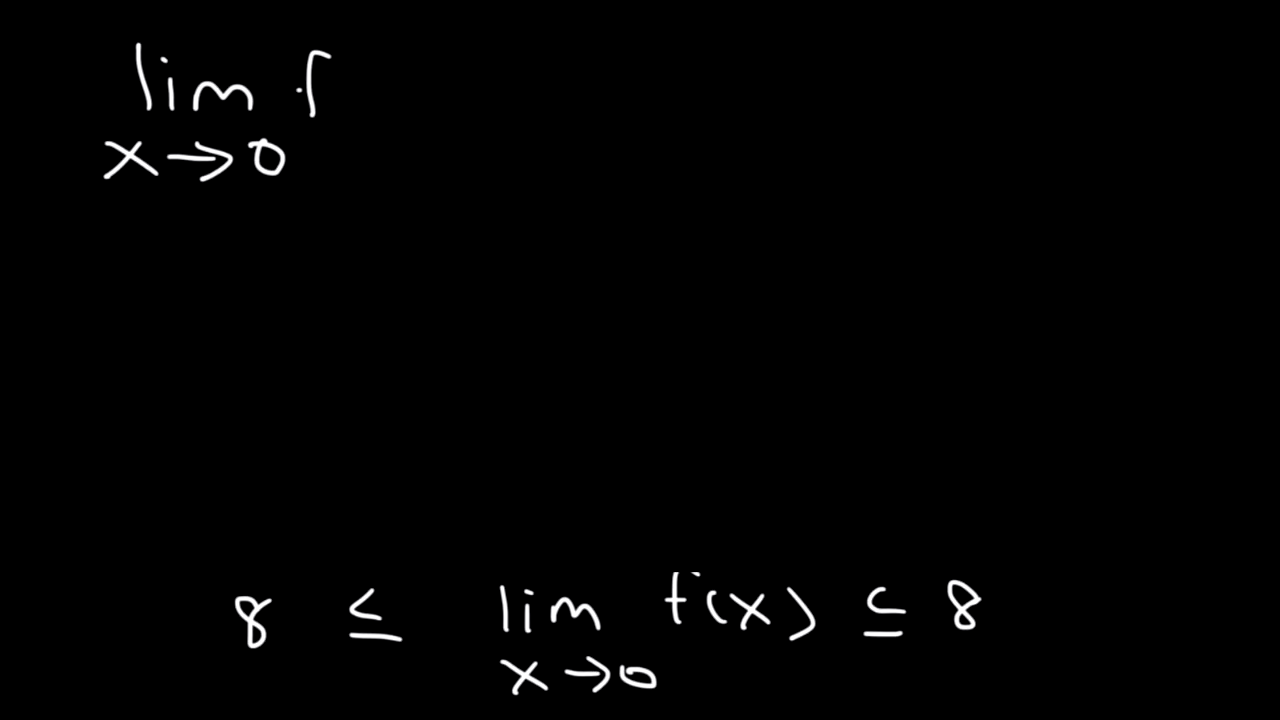 lim f
x→0
8 ≤ lim f(x) ≤ 8
x→0